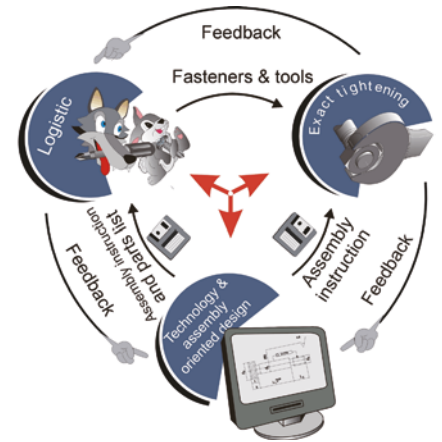 Feedback
Fasteners & tools
Logistic
Exact tightening
Assembly instruction
and parts list
Assembly
instruction
Feedback
Feedback
Technology &
assembly
oriented design